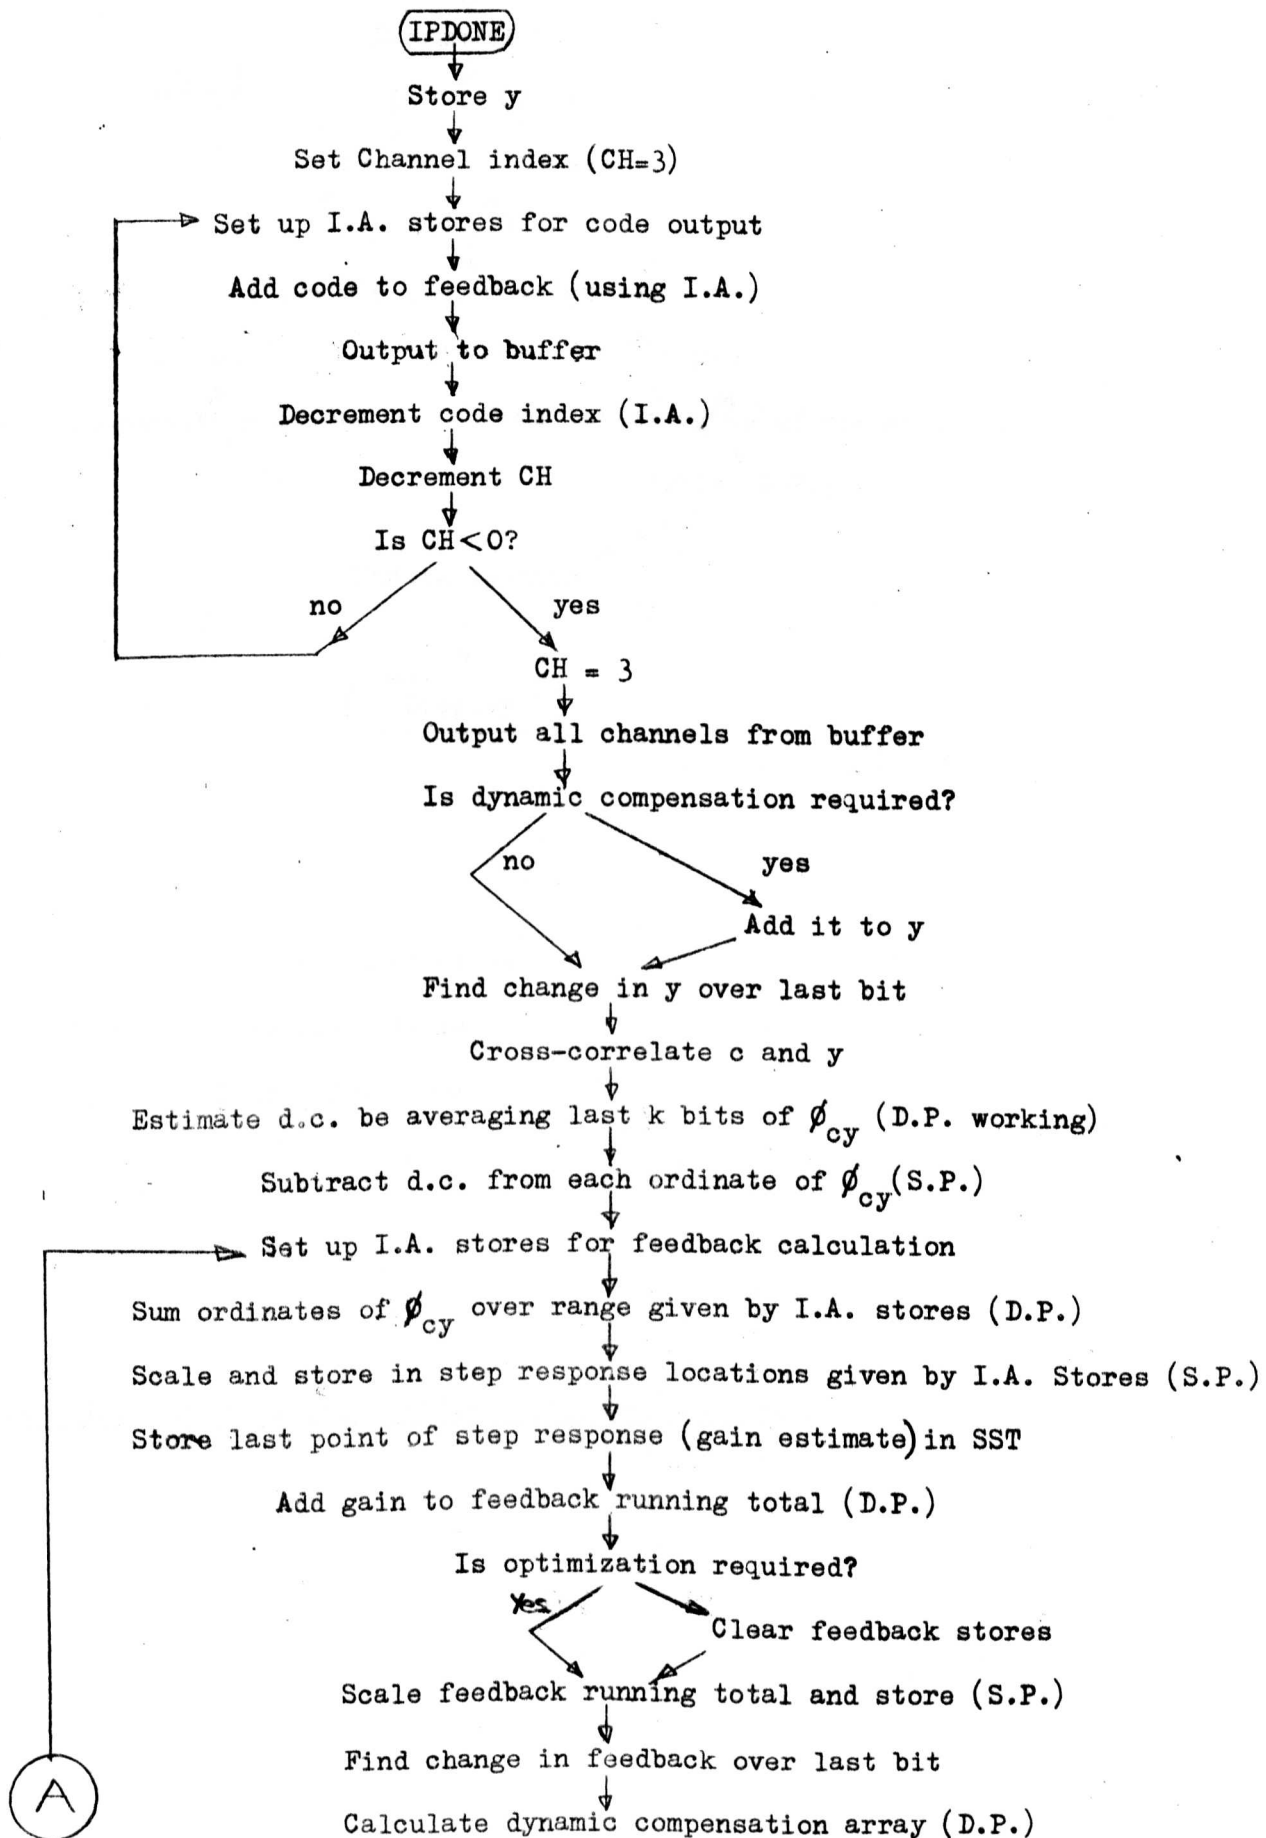 IPDONE
Store y
Set Channel index (CH=3)
Set up I.A. stores for code output
Add code to feedback (using I.A.)
Output to buffer
Decrement code index (I.A.)
Decrement CH
Is CH<0?
no yes
CH = 3
Output all channels from buffer
Is dynamic compensation required?
no yes
Add it to y
Find change in y over last bit
Cross-correlate c and y
Estimate d.c. be averaging last k bits of ø_cy (D.P. working)
Subtract d.c. from each ordinate of ø_cy (S.P.)
Set up I.A. stores for feedback calculation
Sum ordinates of ø_cy over range given by I.A. stores (D.P.)
Scale and store in step response locations given by I.A. Stores (S.P.)
Store last point of step response (gain estimate) in SST
Add gain to feedback running total (D.P.)
Is optimization required?
Yes
Clear feedback stores
Scale feedback running total and store (S.P.)
Find change in feedback over last bit
A
Calculate dynamic compensation array (D.P.)